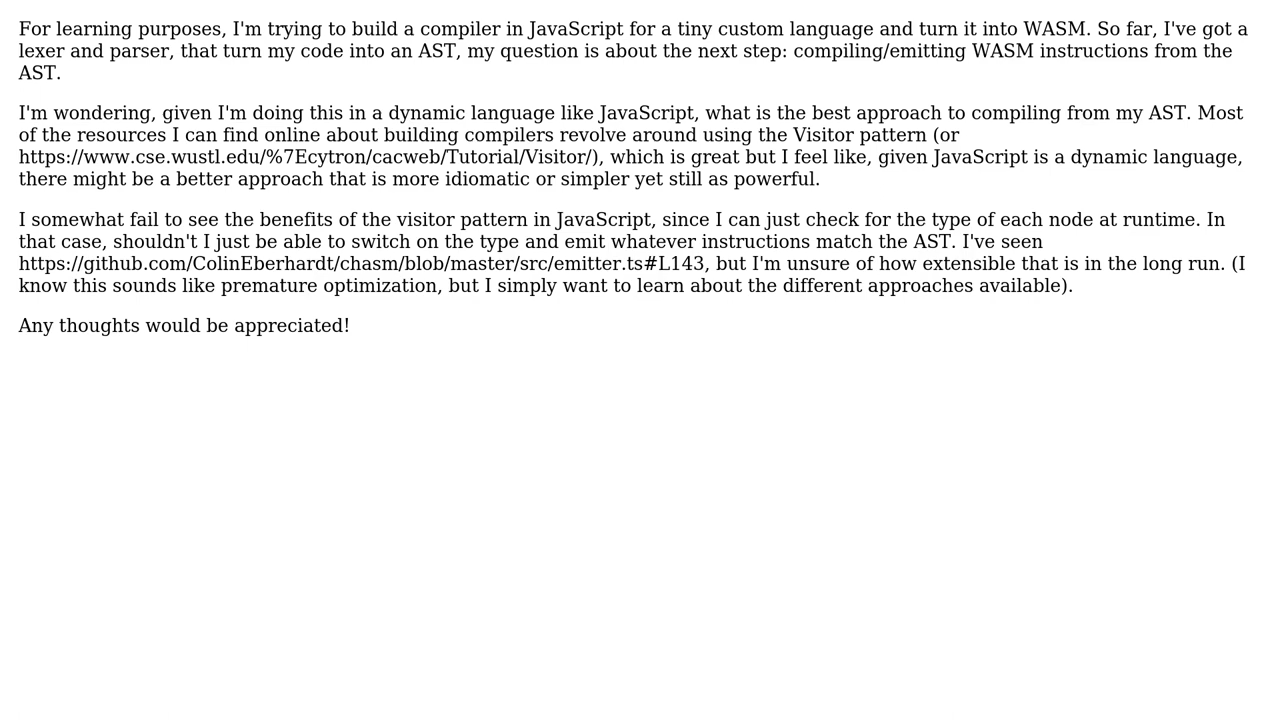 For learning purposes, I'm trying to build a compiler in JavaScript for a tiny custom language and turn it into WASM. So far, I've got a
lexer and parser, that turn my code into an AST, my question is about the next step: compiling/emitting WASM instructions from the
AST.
I'm wondering, given I'm doing this in a dynamic language like JavaScript, what is the best approach to compiling from my AST. Most
of the resources I can find online about building compilers revolve around using the Visitor pattern (or
https://www.cse.wustl.edu/%7Ecytron/cacweb/Tutorial/Visitor/), which is great but I feel like, given JavaScript is a dynamic language,
there might be a better approach that is more idiomatic or simpler yet still as powerful.
I somewhat fail to see the benefits of the visitor pattern in JavaScript, since I can just check for the type of each node at runtime. In
that case, shouldn't I just be able to switch on the type and emit whatever instructions match the AST. I've seen
https://github.com/ColinEberhardt/chasm/blob/master/src/emitter.ts#L143, but I'm unsure of how extensible that is in the long run. (I
know this sounds like premature optimization, but I simply want to learn about the different approaches available).
Any thoughts would be appreciated!